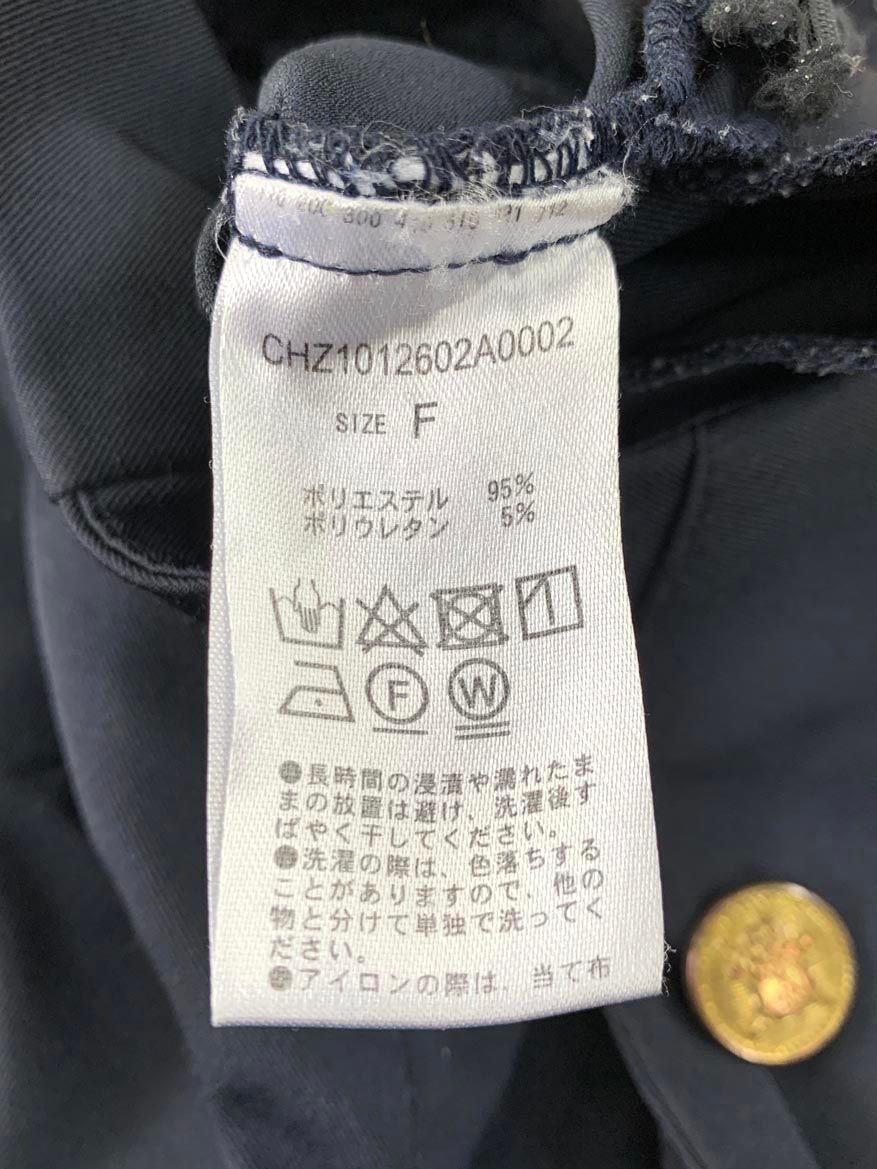 CHZ1012602A0002
SIZE F
ポリエステル 95%
ポリウレタン 5%
F W
●長時間の浸漬や濡れたま
まの放置は避け、洗濯後す
ばやく干してください。
●洗濯の際は、色落ちする
ことがありますので、他の
物と分けて単独で洗ってく
ださい。
●アイロンの際は、当て布